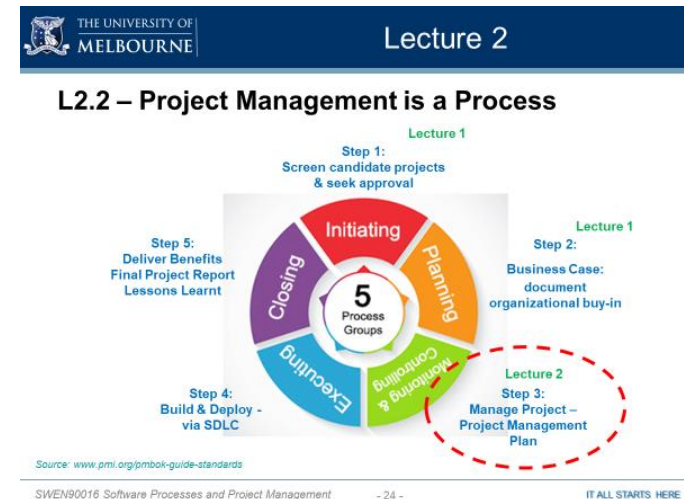 THE UNIVERSITY OF
MELBOURNE
Lecture 2
L2.2 – Project Management is a Process
Lecture 1
Step 1:
Screen candidate projects
& seek approval
Initiating
Lecture 1
Step 2:
Business Case:
document
organizational buy-in
Planning
Step 5:
Deliver Benefits
Final Project Report
Lessons Learnt
Closing
5
Process
Groups
Lecture 2
Step 3:
Manage Project –
Project Management
Plan
Monitoring
& Controlling
Executing
Step 4:
Build & Deploy -
via SDLC
Source: www.pmi.org/pmbok-guide-standards
SWEN90016 Software Processes and Project Management
- 24 -
IT ALL STARTS HERE